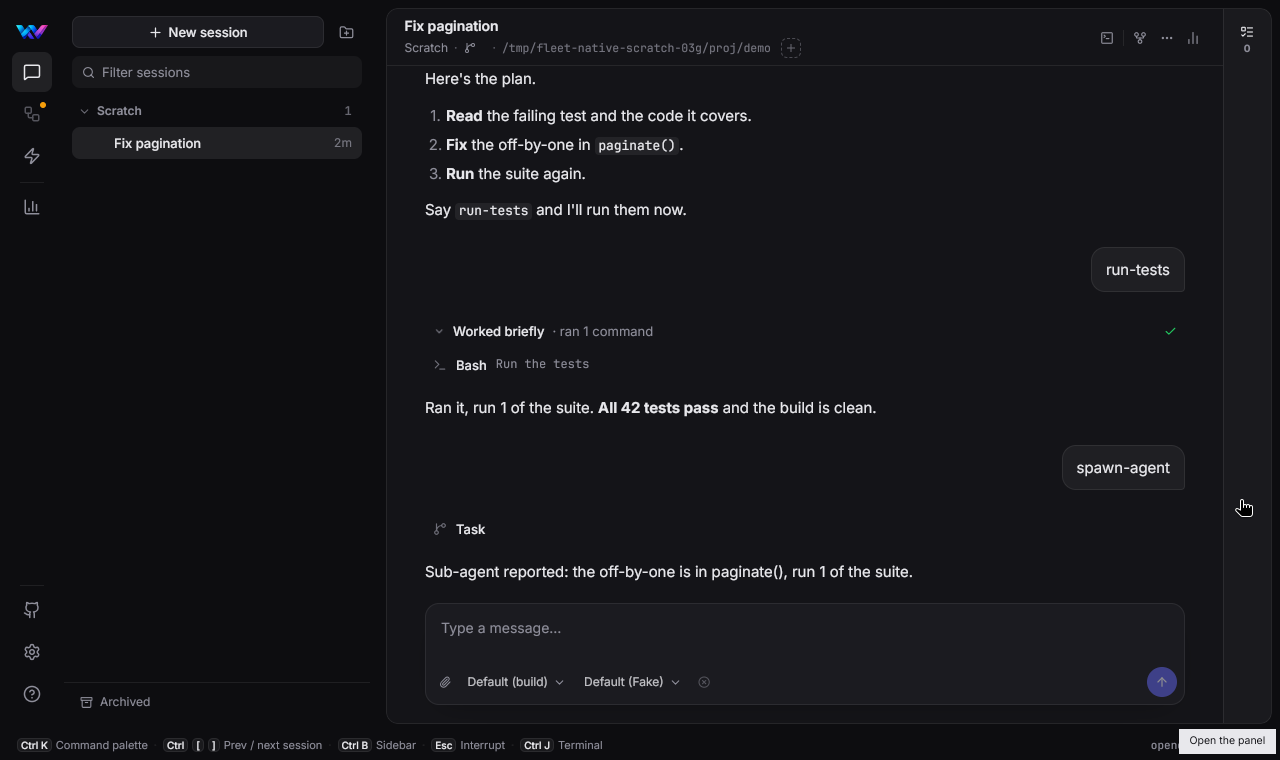 New session
Filter sessions
Scratch 1
Fix pagination 2m
Archived
Fix pagination
Scratch · · /tmp/fleet-native-scratch-03g/proj/demo
0
Here's the plan.
1. Read the failing test and the code it covers.
2. Fix the off-by-one in paginate().
3. Run the suite again.
Say run-tests and I'll run them now.
run-tests
Worked briefly · ran 1 command
Bash Run the tests
Ran it, run 1 of the suite. All 42 tests pass and the build is clean.
spawn-agent
Task
Sub-agent reported: the off-by-one is in paginate(), run 1 of the suite.
Type a message...
Default (build) Default (Fake)
Ctrl K Command palette · Ctrl [ ] Prev / next session · Ctrl B Sidebar · Esc Interrupt · Ctrl J Terminal
Open the panel